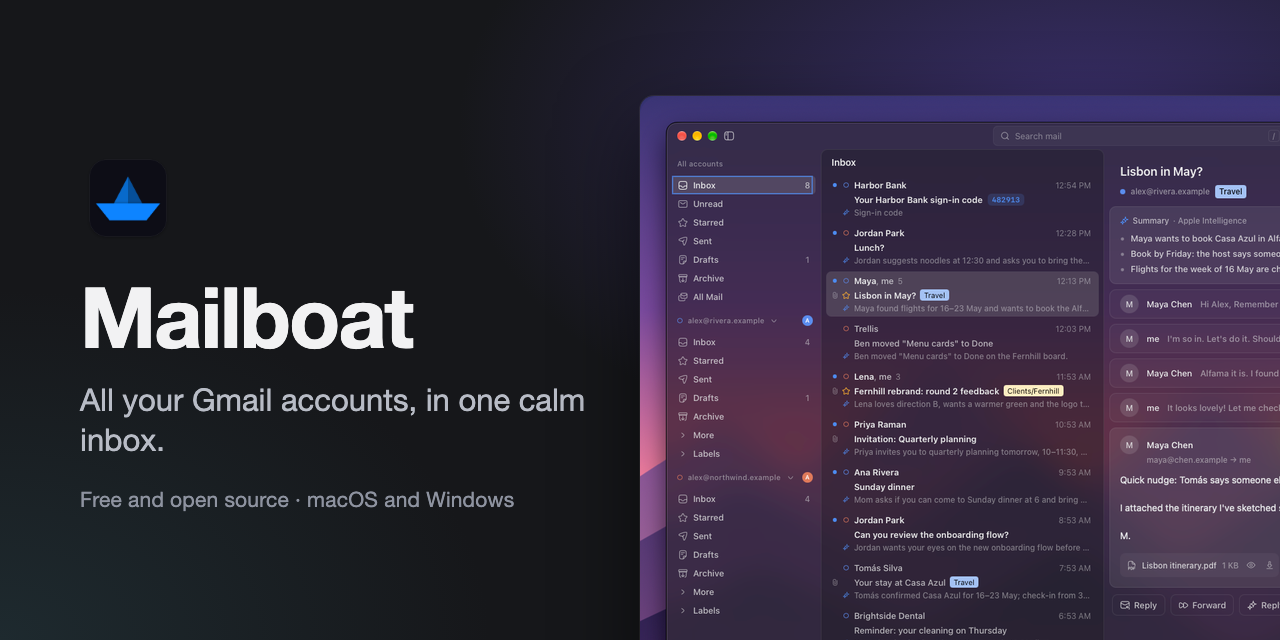 Mailboat
All your Gmail accounts, in one calm
inbox.
Free and open source · macOS and Windows
Search mail
/
All accounts
Inbox 8
Unread
Starred
Sent
Drafts 1
Archive
All Mail
alex@rivera.example A
Inbox 4
Starred
Sent
Drafts 1
Archive
More
Labels
alex@northwind.example A
Inbox 4
Starred
Sent
Drafts
Archive
More
Labels
Inbox
Harbor Bank 12:54 PM
Your Harbor Bank sign-in code 482913
Sign-in code
Jordan Park 12:28 PM
Lunch?
Jordan suggests noodles at 12:30 and asks you to bring the…
Maya, me 5 12:13 PM
Lisbon in May? Travel
Maya found flights for 16–23 May and wants to book the Alf…
Trellis 12:03 PM
Ben moved "Menu cards" to Done
Ben moved "Menu cards" to Done on the Fernhill board.
Lena, me 3 11:53 AM
Fernhill rebrand: round 2 feedback Clients/Fernhill
Lena loves direction B, wants a warmer green and the logo t…
Priya Raman 10:53 AM
Invitation: Quarterly planning
Priya invites you to quarterly planning tomorrow, 10–11:30, …
Ana Rivera 9:53 AM
Sunday dinner
Mom asks if you can come to Sunday dinner at 6 and bring …
Jordan Park 8:53 AM
Can you review the onboarding flow?
Jordan wants your eyes on the new onboarding flow before …
Tomás Silva 7:53 AM
Your stay at Casa Azul Travel
Tomás confirmed Casa Azul for 16–23 May; check-in from 3…
Brightside Dental 6:53 AM
Reminder: your cleaning on Thursday
Lisbon in May?
alex@rivera.example Travel
Summary · Apple Intelligence
Maya wants to book Casa Azul in Alfa
Book by Friday: the host says someo
Flights for the week of 16 May are ch
M Maya Chen Hi Alex, Remember
M me I'm so in. Let's do it. Should
M Maya Chen Alfama it is. I found
M me It looks lovely! Let me chec
M Maya Chen
maya@chen.example → me
Quick nudge: Tomás says someone el
I attached the itinerary I've sketched s
M.
Lisbon itinerary.pdf 1 KB
Reply Forward Repl